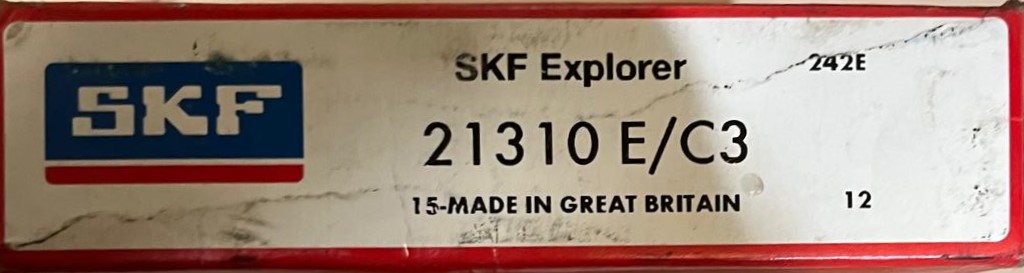 SKF
SKF Explorer 242E
21310 E/C3
15-MADE IN GREAT BRITAIN 12